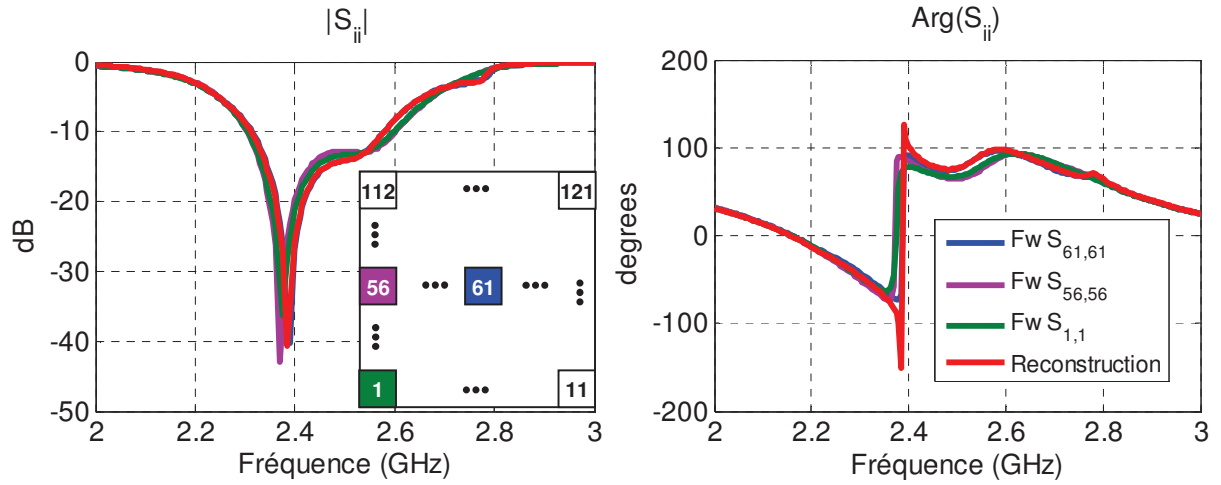 |S_ii|
0
-10
-20
-30
-40
-50
dB
112 ••• 121
56 ••• 61 •••
1 ••• 11
2 2.2 2.4 2.6 2.8 3
Fréquence (GHz)
Arg(S_ii)
200
100
0
-100
-200
degrees
Fw S_61,61
Fw S_56,56
Fw S_1,1
Reconstruction
2 2.2 2.4 2.6 2.8 3
Fréquence (GHz)